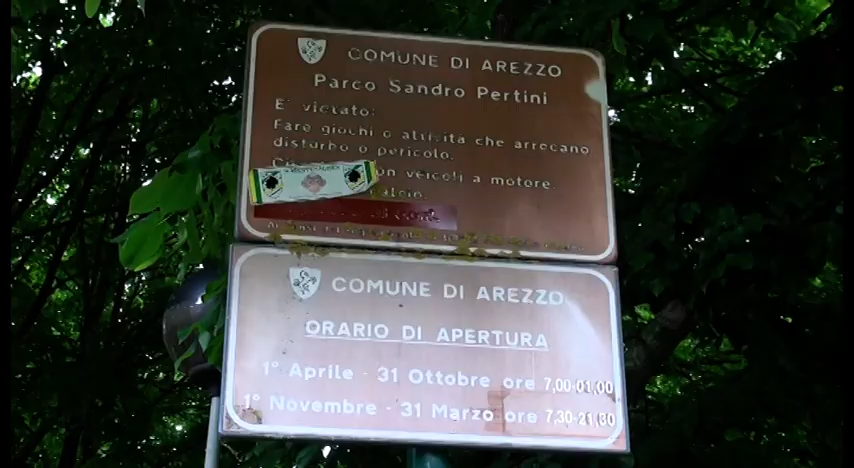 COMUNE DI AREZZO
Parco Sandro Pertini
E' vietato:
Fare giochi o attività che arrecano
disturbo o pericolo.
con veicoli a motore.
COMUNE DI AREZZO
ORARIO DI APERTURA
1° Aprile - 31 Ottobre ore 7,00-01,00
1° Novembre - 31 Marzo ore 7,30-21,30